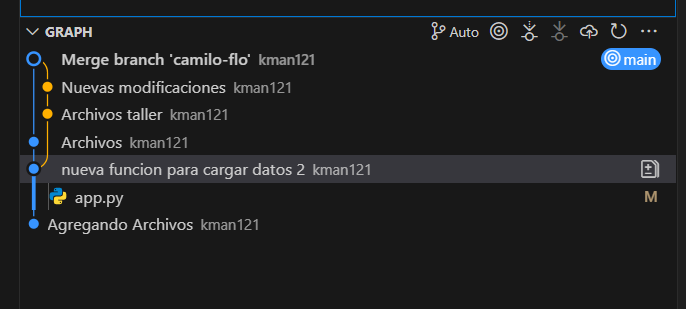 GRAPH Auto
Merge branch 'camilo-flo' kman121 main
Nuevas modificaciones kman121
Archivos taller kman121
Archivos kman121
nueva funcion para cargar datos 2 kman121
app.py M
Agregando Archivos kman121